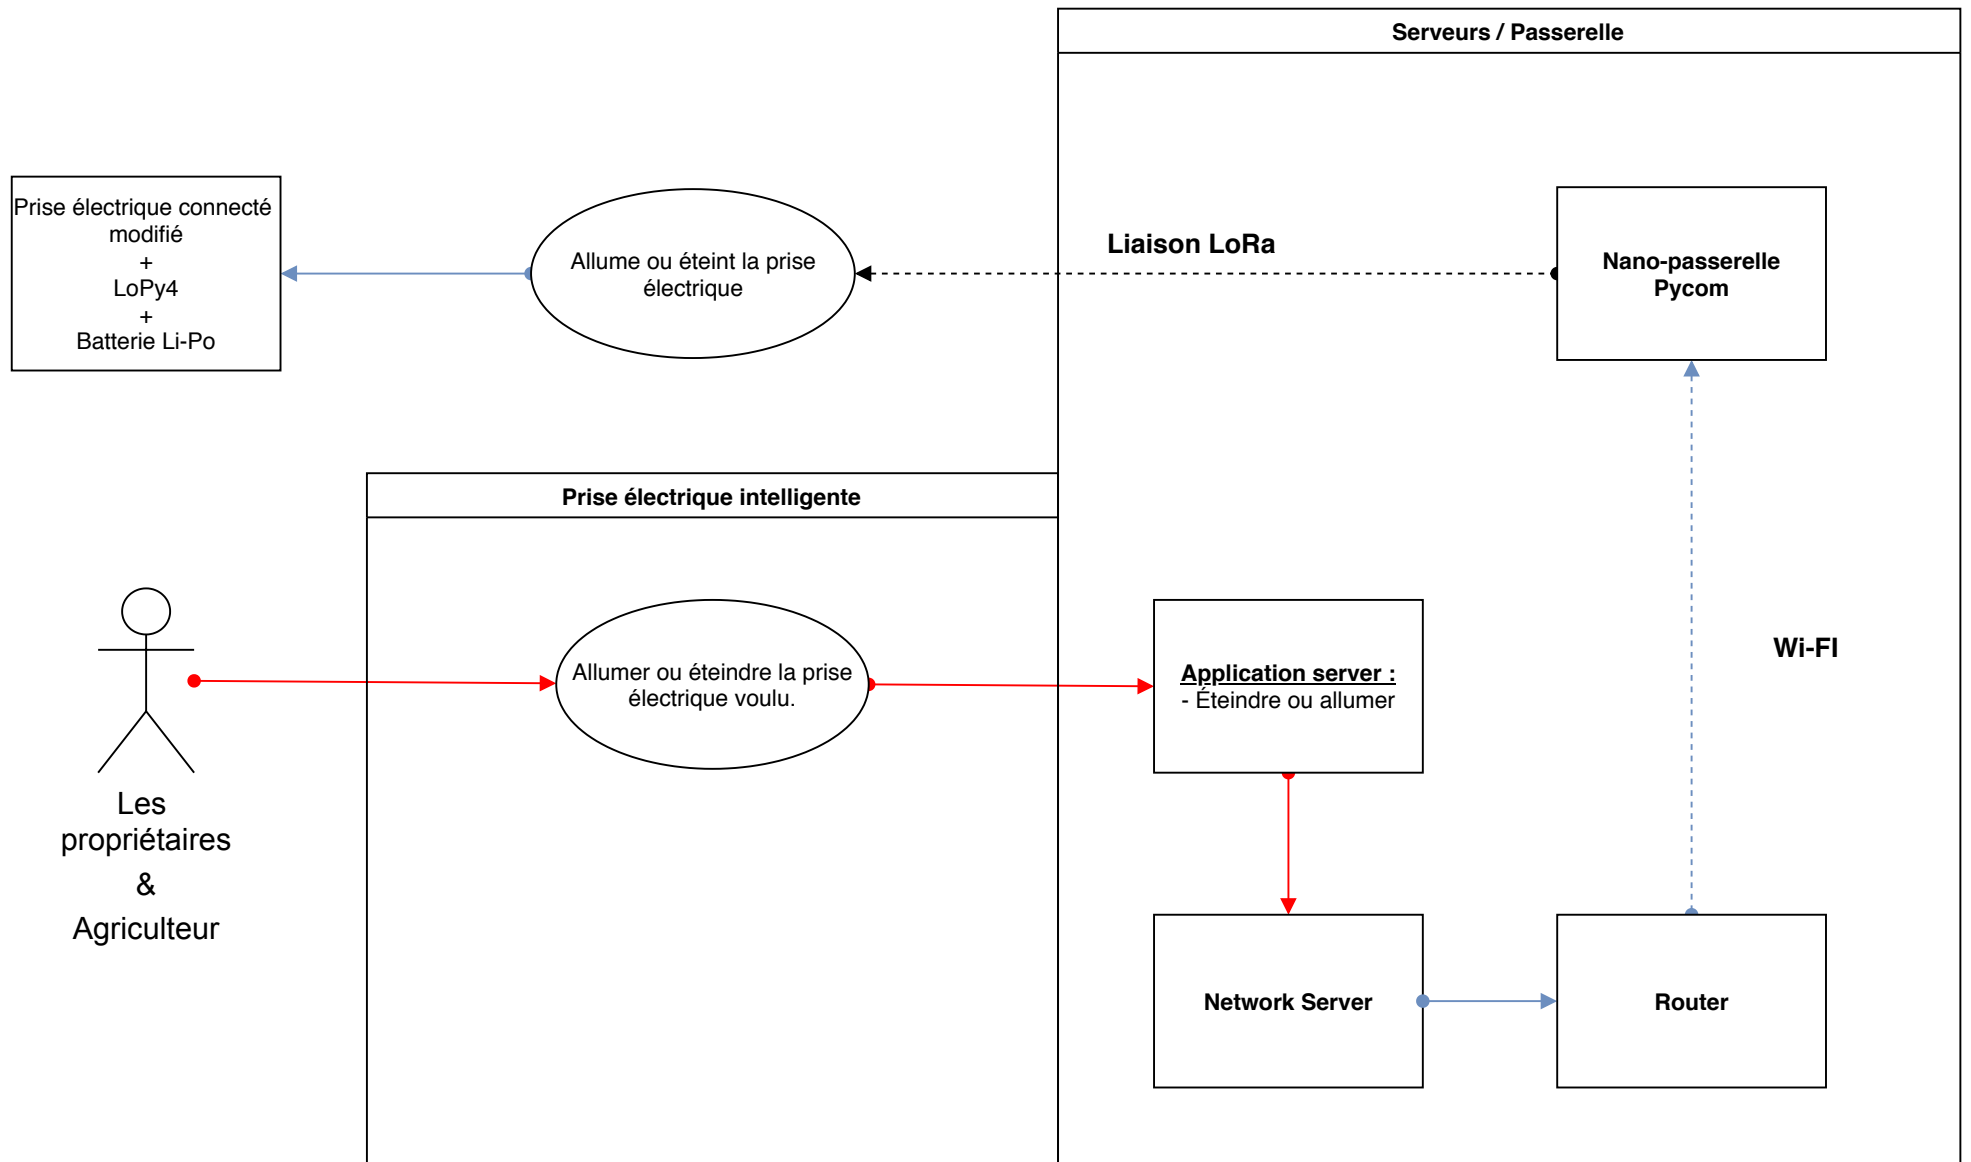 Serveurs / Passerelle
Prise électrique connecté
modifié
+
LoPy4
+
Batterie Li-Po
Allume ou éteint la prise
électrique
Liaison LoRa
Nano-passerelle
Pycom
Prise électrique intelligente
Allumer ou éteindre la prise
électrique voulu.
Application server :
- Éteindre ou allumer
Wi-FI
Les
propriétaires
&
Agriculteur
Network Server
Router